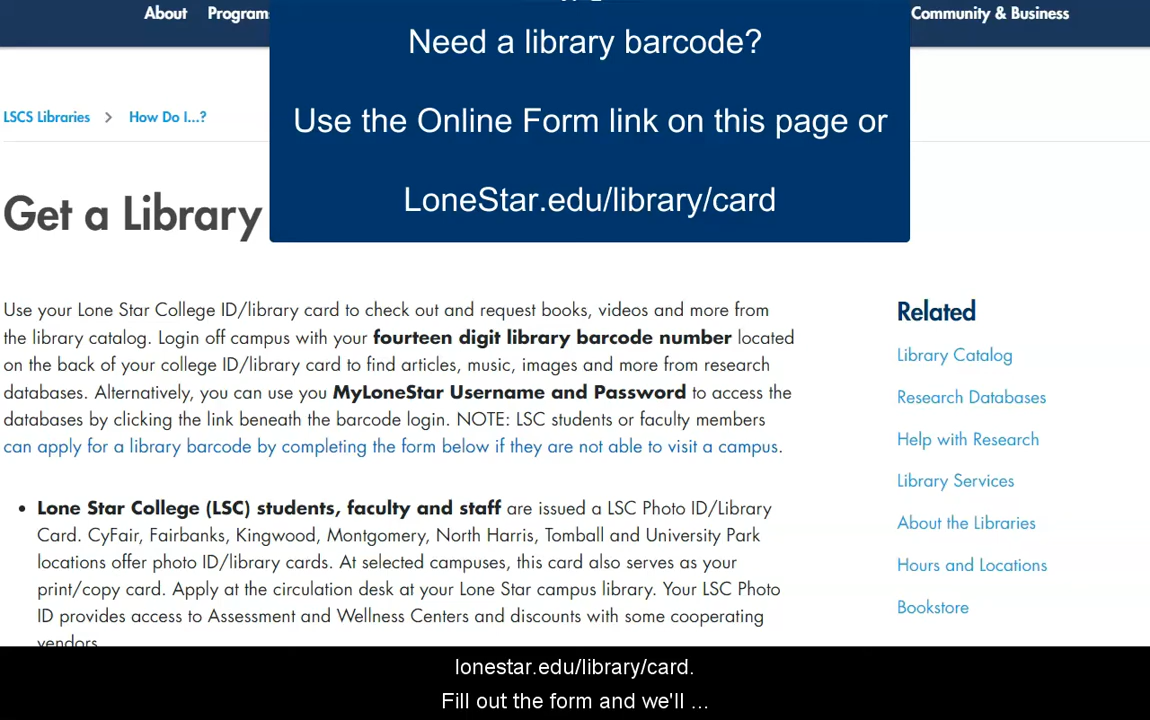 About Programs Community & Business
Need a library barcode?
Use the Online Form link on this page or
LoneStar.edu/library/card
LSCS Libraries > How Do I...?
Get a Library
Use your Lone Star College ID/library card to check out and request books, videos and more from
the library catalog. Login off campus with your fourteen digit library barcode number located
on the back of your college ID/library card to find articles, music, images and more from research
databases. Alternatively, you can use you MyLoneStar Username and Password to access the
databases by clicking the link beneath the barcode login. NOTE: LSC students or faculty members
can apply for a library barcode by completing the form below if they are not able to visit a campus.
• Lone Star College (LSC) students, faculty and staff are issued a LSC Photo ID/Library
Card. CyFair, Fairbanks, Kingwood, Montgomery, North Harris, Tomball and University Park
locations offer photo ID/library cards. At selected campuses, this card also serves as your
print/copy card. Apply at the circulation desk at your Lone Star campus library. Your LSC Photo
ID provides access to Assessment and Wellness Centers and discounts with some cooperating
vendors.
Related
Library Catalog
Research Databases
Help with Research
Library Services
About the Libraries
Hours and Locations
Bookstore
lonestar.edu/library/card.
Fill out the form and we'll ...